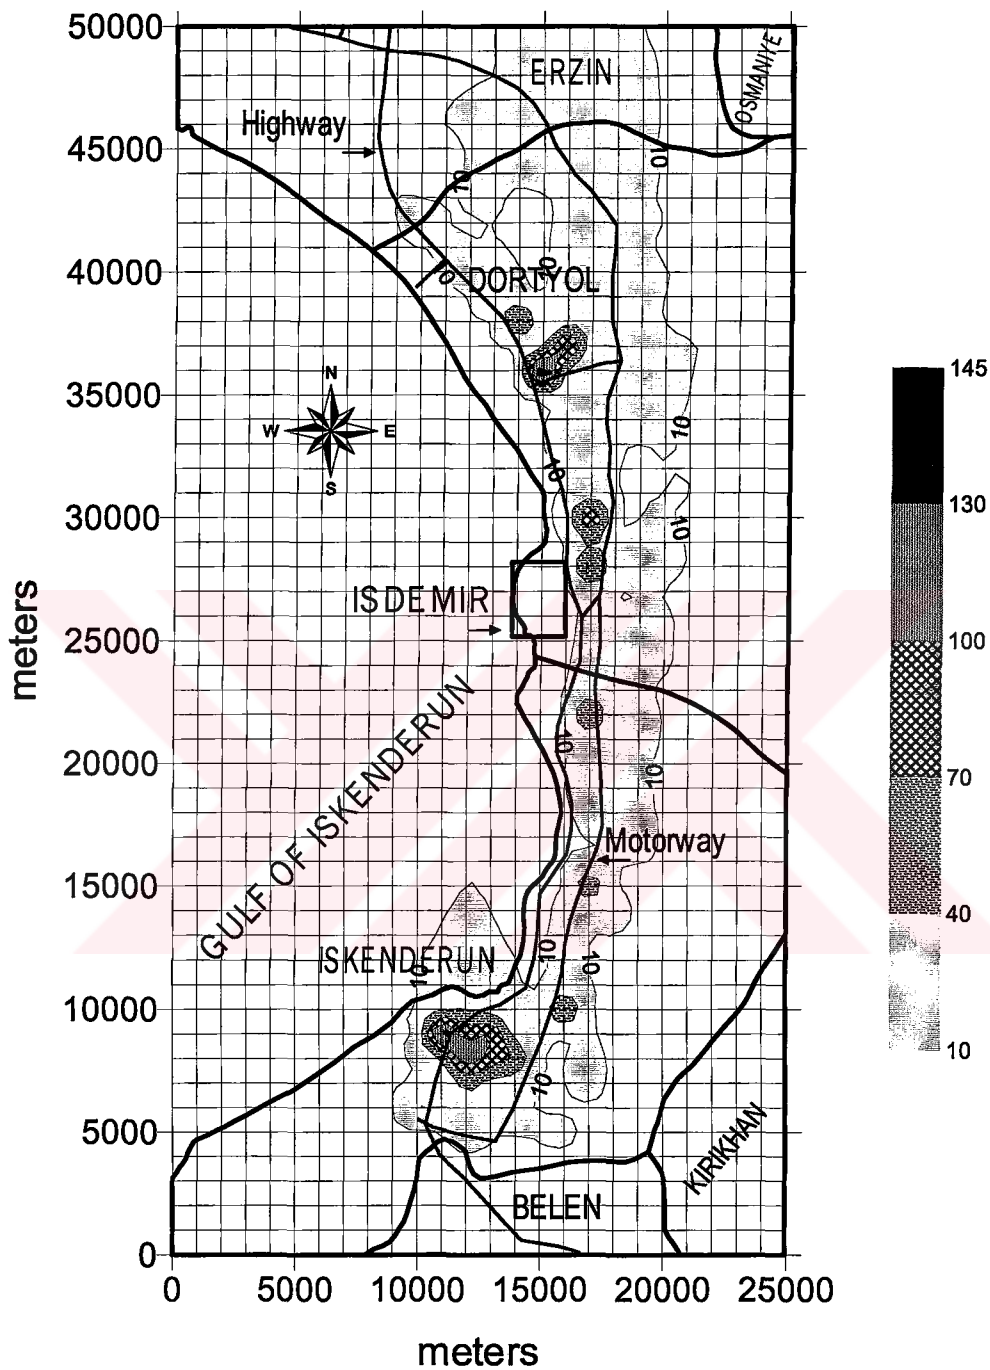 50000
ERZIN
OSMANIYE
Highway
45000
10
10
40000
10
10
DORTYOL
35000
N
W E
S
10
10
30000
10
ISDEMIR
25000
GULF OF ISKENDERUN
10
20000
10
Motorway
15000
ISKENDERUN
10
10
10
10000
10
5000
KIRIKHAN
BELEN
0
0 5000 10000 15000 20000 25000
meters
meters
145
130
100
70
40
10